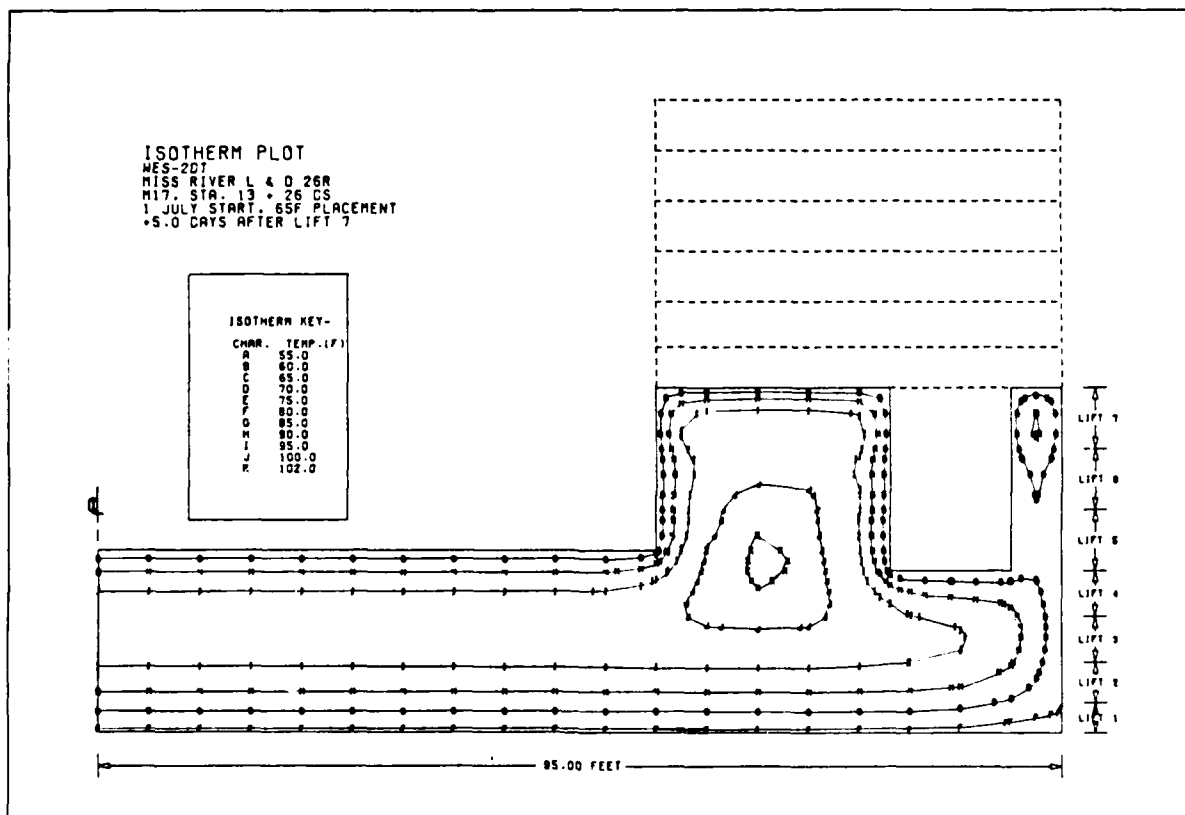 ISOTHERM PLOT
WES-2DT
MISS RIVER L & D 26R
M17, STA. 13 + 26 CS
1 JULY START, 65F PLACEMENT
+5.0 DAYS AFTER LIFT 7
ISOTHERM KEY-
CHAR. TEMP.(F)
A 55.0
B 60.0
C 65.0
D 70.0
E 75.0
F 80.0
G 85.0
H 90.0
I 95.0
J 100.0
K 102.0
LIFT 7
LIFT 6
LIFT 5
LIFT 4
LIFT 3
LIFT 2
LIFT 1
95.00 FEET